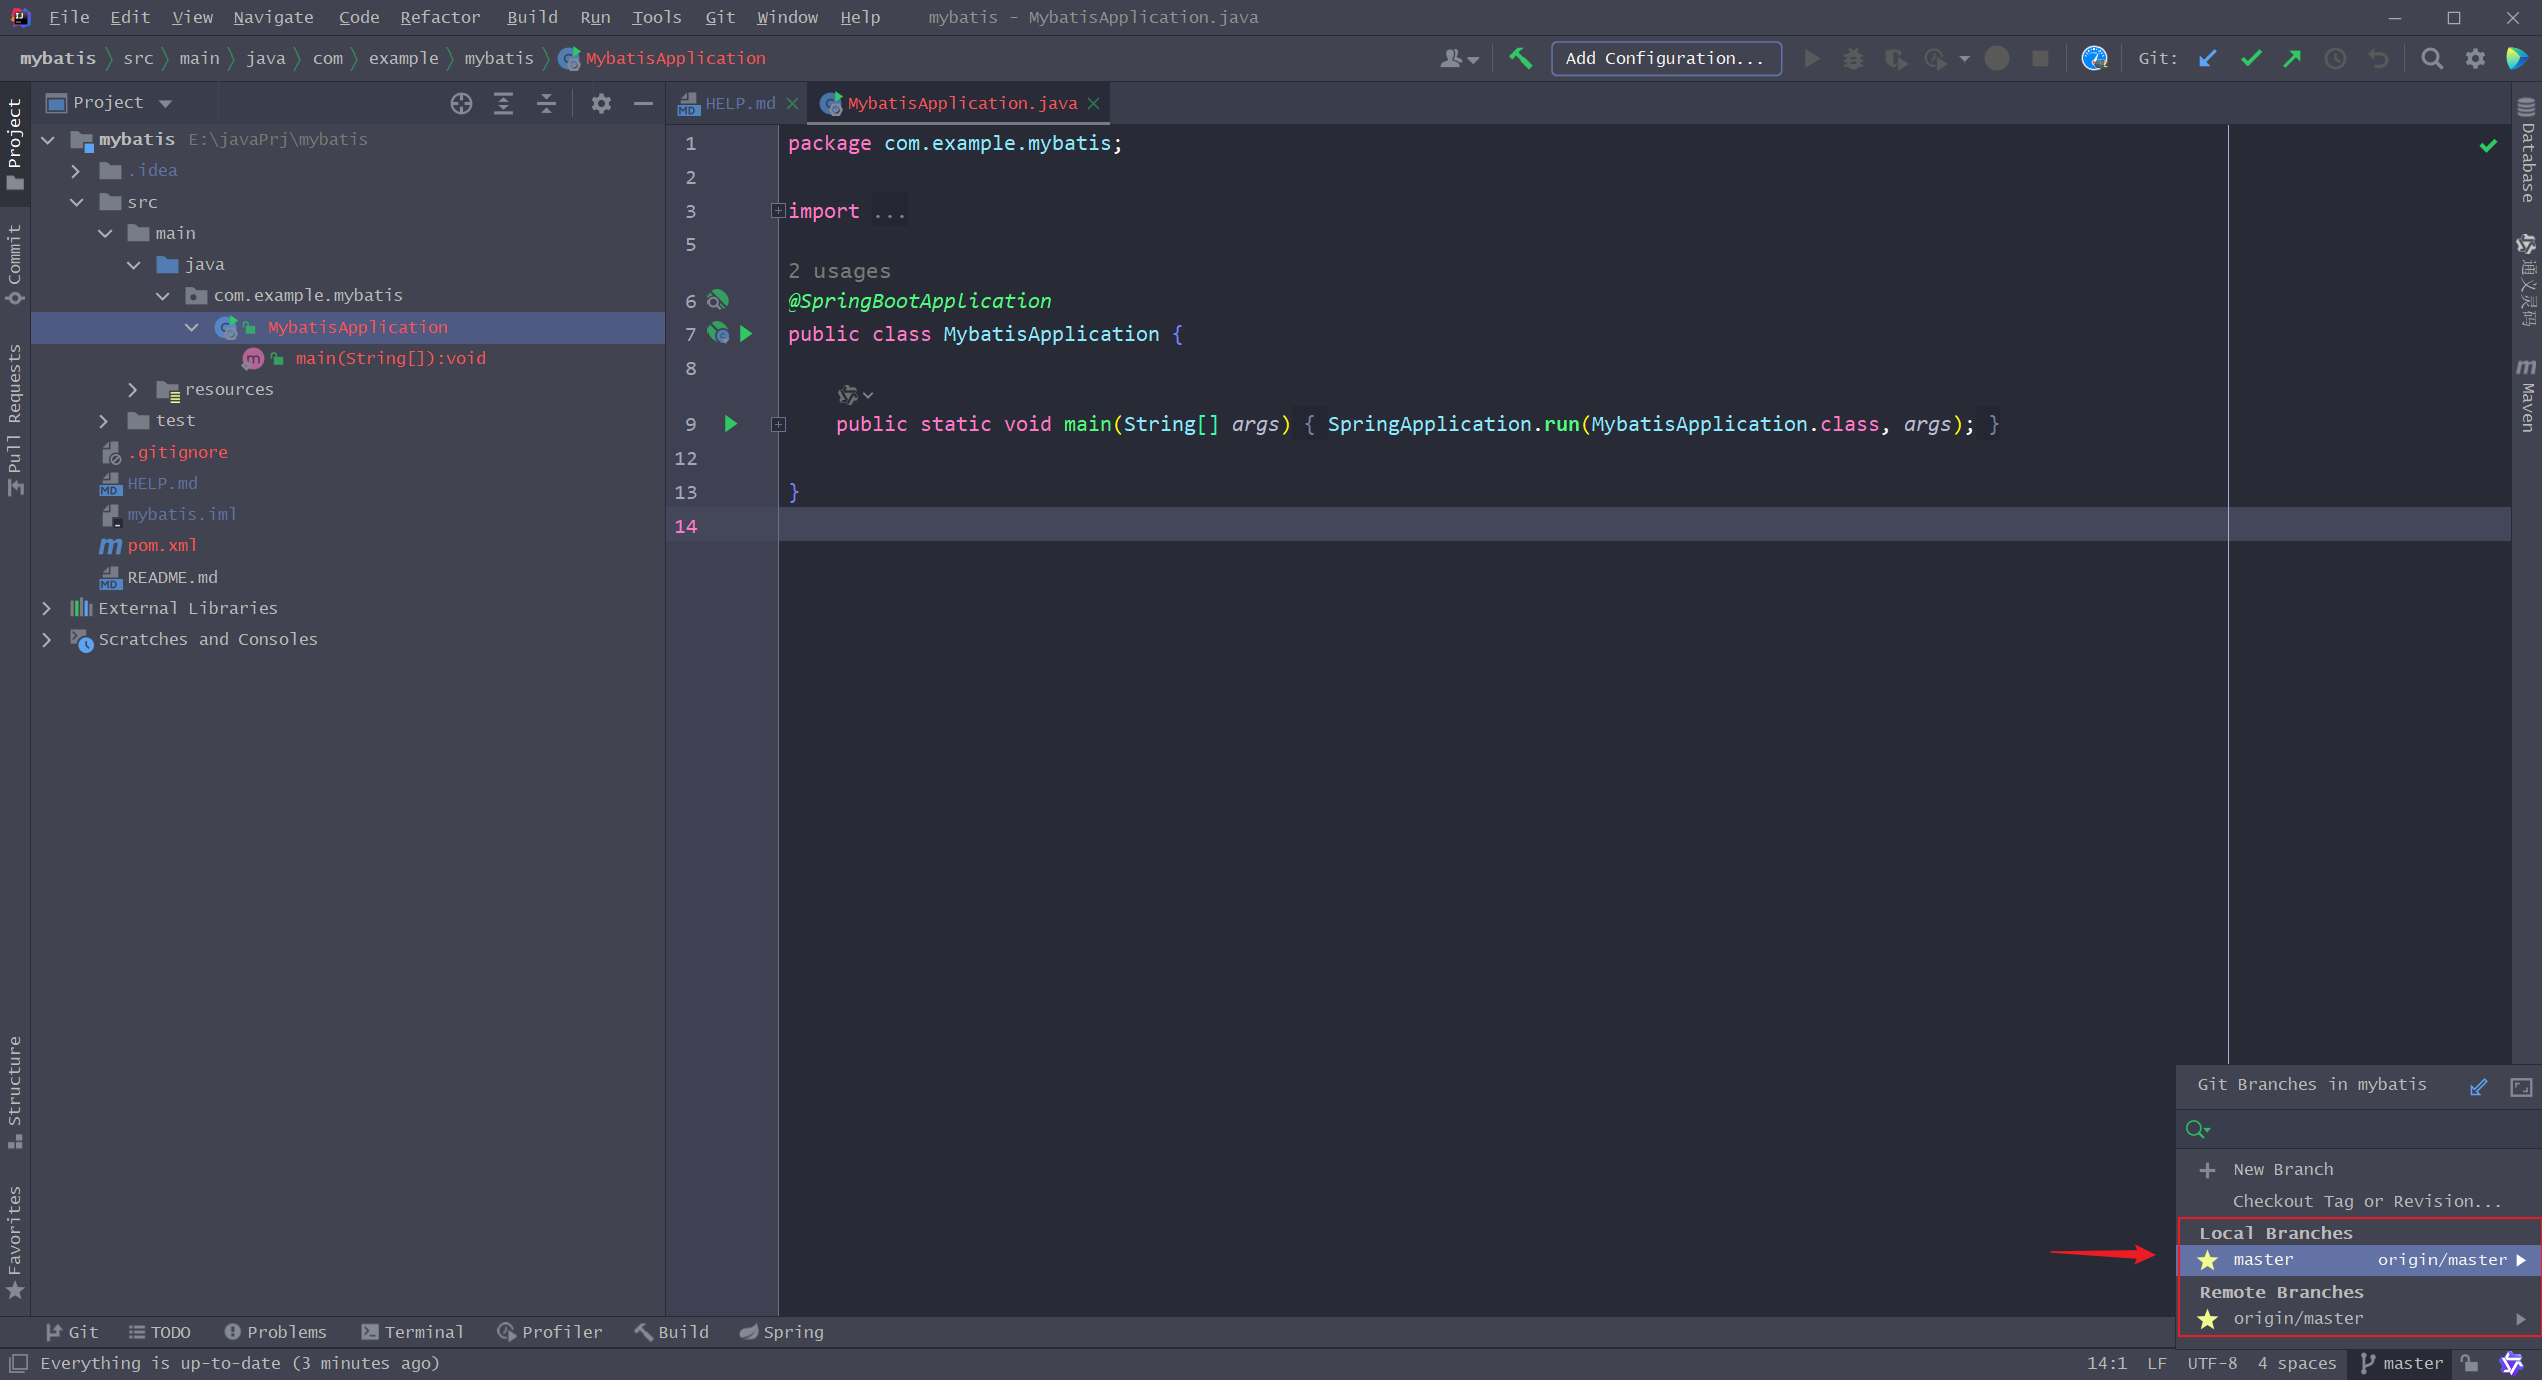 File Edit View Navigate Code Refactor Build Run Tools Git Window Help mybatis - MybatisApplication.java
mybatis src main java com example mybatis MybatisApplication
Add Configuration...
Git:
Project
HELP.md
MybatisApplication.java
Project
Commit
Pull Requests
Structure
Favorites
mybatis E:\javaPrj\mybatis
.idea
src
main
java
com.example.mybatis
MybatisApplication
main(String[]):void
resources
test
.gitignore
HELP.md
mybatis.iml
pom.xml
README.md
External Libraries
Scratches and Consoles
1 package com.example.mybatis;
2
3 import ...
5
2 usages
6 @SpringBootApplication
7 public class MybatisApplication {
8
9 public static void main(String[] args) { SpringApplication.run(MybatisApplication.class, args); }
12
13 }
14
Database
通义灵码
Maven
Git Branches in mybatis
New Branch
Checkout Tag or Revision...
Local Branches
master origin/master
Remote Branches
origin/master
Git TODO Problems Terminal Profiler Build Spring
Everything is up-to-date (3 minutes ago)
14:1 LF UTF-8 4 spaces master